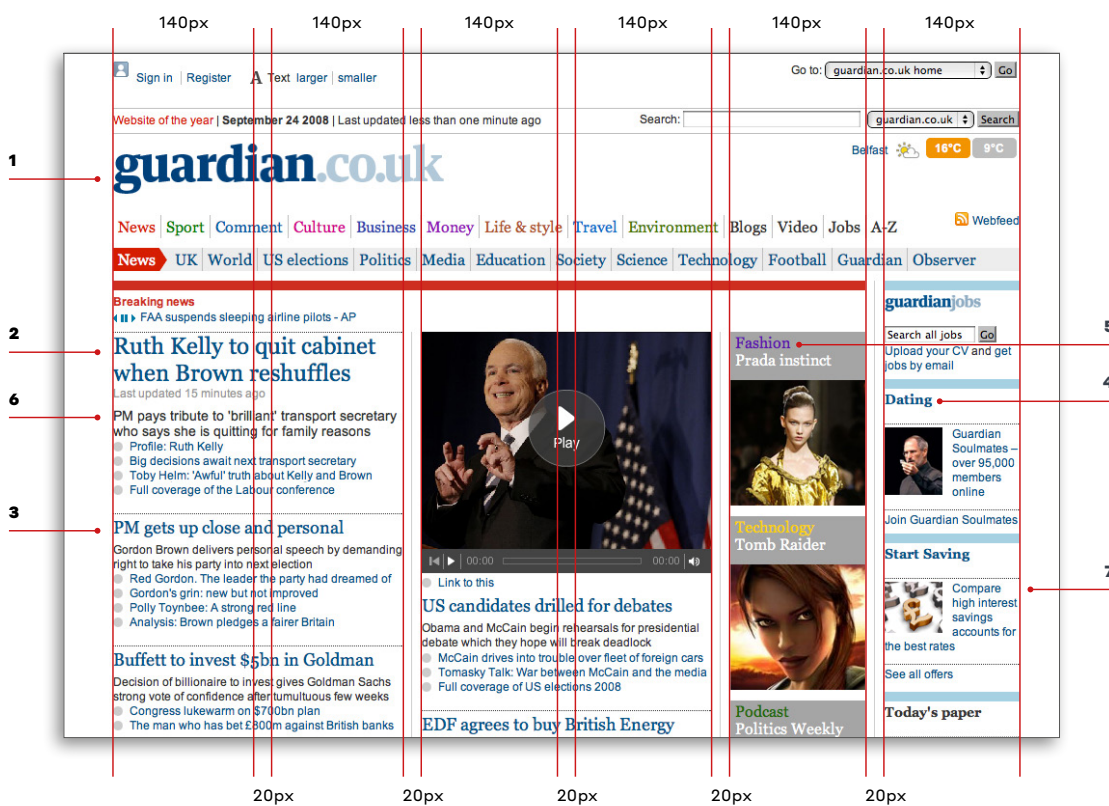 140px 140px 140px 140px 140px 140px
Sign in Register A Text larger smaller
Go to: guardian.co.uk home Go
Website of the year | September 24 2008 | Last updated less than one minute ago
Search: guardian.co.uk Search
1
guardian.co.uk
Belfast 16°C 9°C
News Sport Comment Culture Business Money Life & style Travel Environment Blogs Video Jobs A-Z
Webfeed
News UK World US elections Politics Media Education Society Science Technology Football Guardian Observer
Breaking news
FAA suspends sleeping airline pilots - AP
2
Ruth Kelly to quit cabinet
when Brown reshuffles
Last updated 15 minutes ago
6
PM pays tribute to 'brilliant' transport secretary
who says she is quitting for family reasons
Profile: Ruth Kelly
Big decisions await next transport secretary
Toby Helm: 'Awful' truth about Kelly and Brown
Full coverage of the Labour conference
3
PM gets up close and personal
Gordon Brown delivers personal speech by demanding
right to take his party into next election
Red Gordon. The leader the party had dreamed of
Gordon's grin: new but not improved
Polly Toynbee: A strong red line
Analysis: Brown pledges a fairer Britain
Buffett to invest $5bn in Goldman
Decision of billionaire to invest gives Goldman Sachs
strong vote of confidence after tumultuous few weeks
Congress lukewarm on $700bn plan
The man who has bet £800m against British banks
Play
00:00 00:00
Link to this
US candidates drilled for debates
Obama and McCain begin rehearsals for presidential
debate which they hope will break deadlock
McCain drives into trouble over fleet of foreign cars
Tomasky Talk: War between McCain and the media
Full coverage of US elections 2008
EDF agrees to buy British Energy
Fashion
Prada instinct
Technology
Tomb Raider
Podcast
Politics Weekly
guardianjobs
Search all jobs Go
Upload your CV and get
jobs by email
5
4
Dating
Guardian
Soulmates –
over 95,000
members
online
Join Guardian Soulmates
Start Saving
7
Compare
high interest
savings
accounts for
the best rates
See all offers
Today's paper
20px 20px 20px 20px 20px